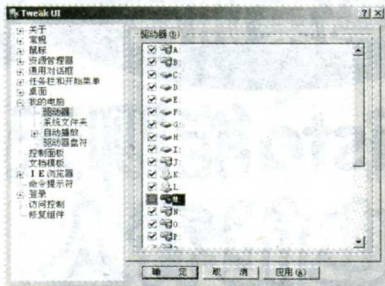 Tweak UI
关于
常规
鼠标
资源管理器
通用对话框
任务栏和开始菜单
桌面
我的电脑
驱动器
系统文件夹
自动播放
驱动器盘符
控制面板
文档模板
IE浏览器
命令提示符
登录
访问控制
修复组件
驱动器(D)
A:
B:
C:
D:
E:
F:
G:
H:
I:
J:
K:
L:
M:
N:
O:
P:
确 定
取 消
应用(A)